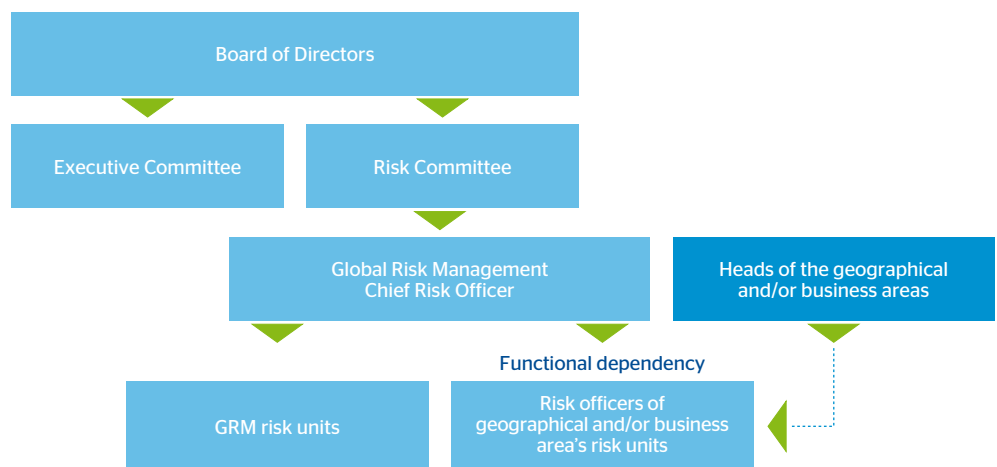 Board of Directors
Executive Committee
Risk Committee
Global Risk Management
Chief Risk Officer
Heads of the geographical
and/or business areas
Functional dependency
GRM risk units
Risk officers of
geographical and/or business
area's risk units